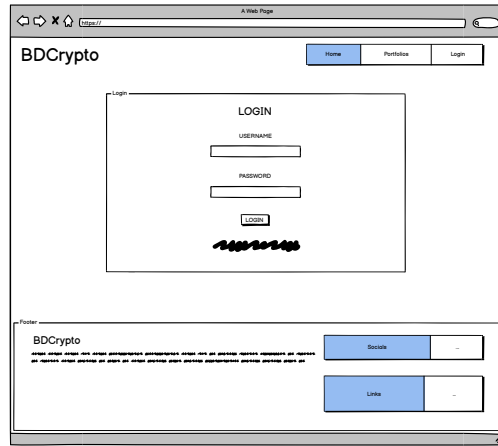 A Web Page
https://
BDCrypto
Home
Portfolios
Login
Login
LOGIN
USERNAME
PASSWORD
LOGIN
Footer
BDCrypto
Socials
...
Links
...